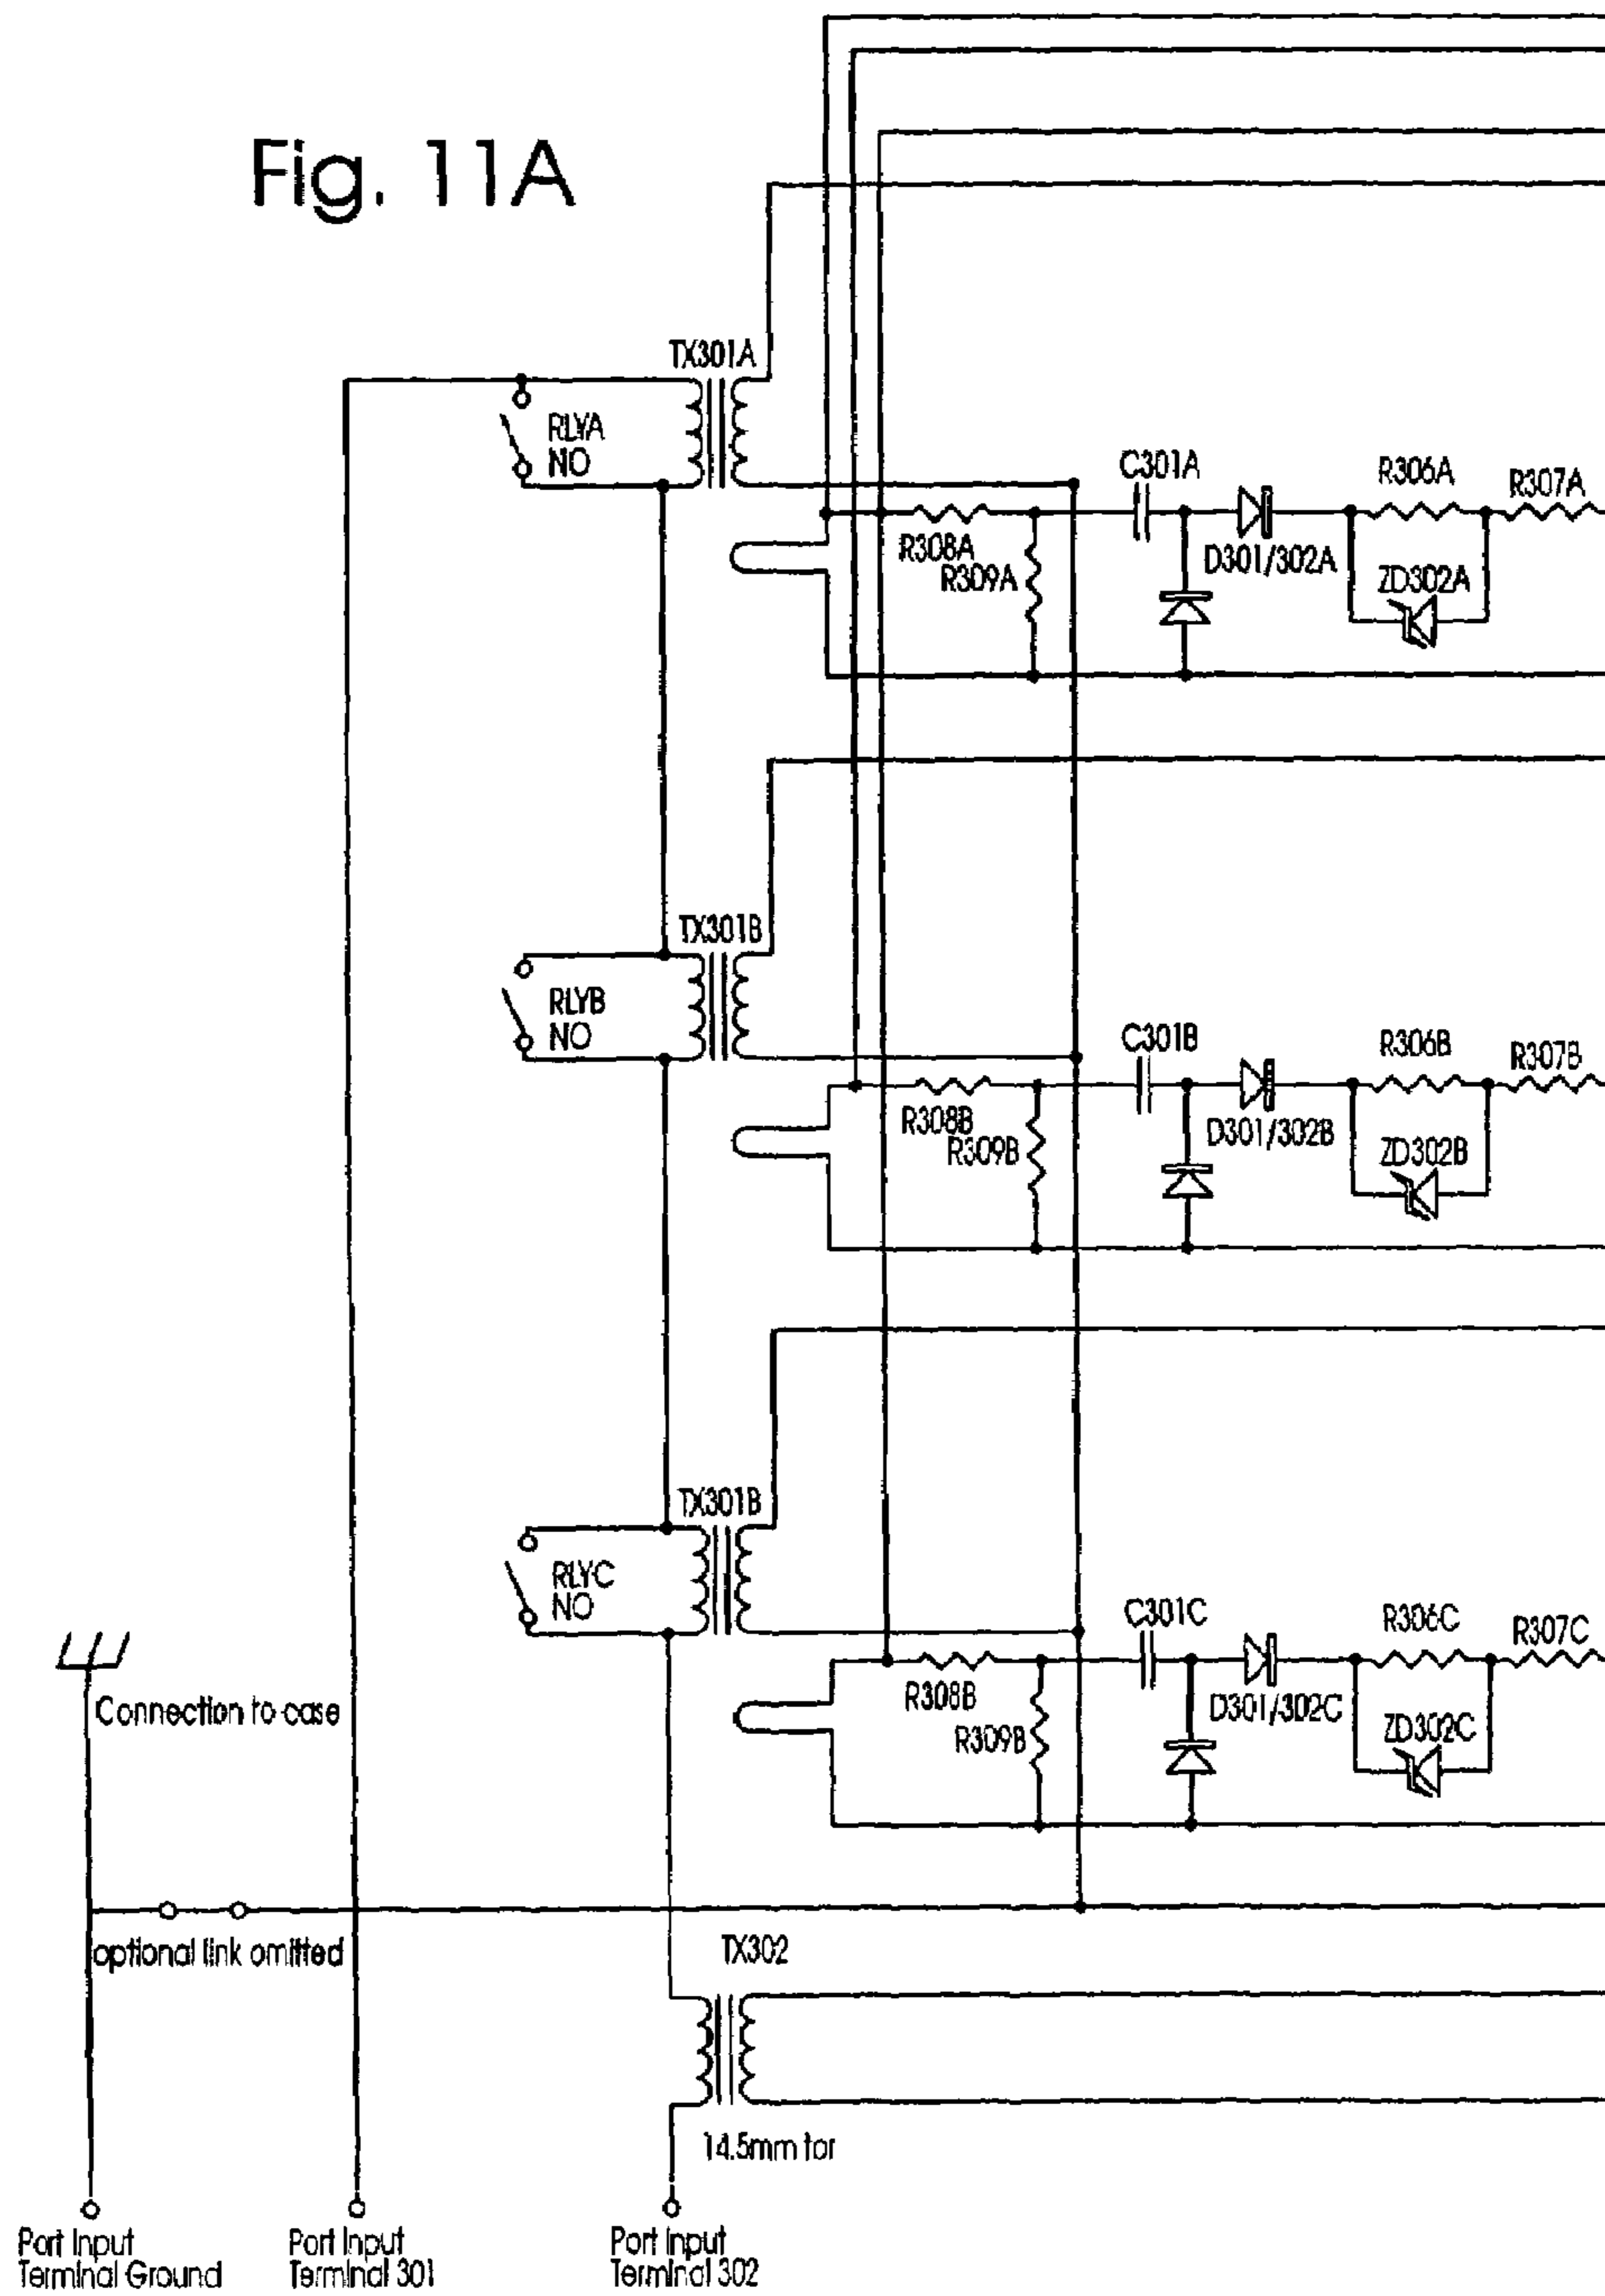 Fig. 11A
TX301A
RLYA
NO
C301A
R306A
R307A
R308A
R309A
D301/302A
ZD302A
TX301B
RLYB
NO
C301B
R306B
R307B
R308B
R309B
D301/302B
ZD302B
TX301B
RLYC
NO
C301C
R306C
R307C
R308B
R309B
D301/302C
ZD302C
Connection to case
optional link omitted
TX302
14.5mm tor
Port Input
Terminal Ground
Port Input
Terminal 301
Port Input
Terminal 302